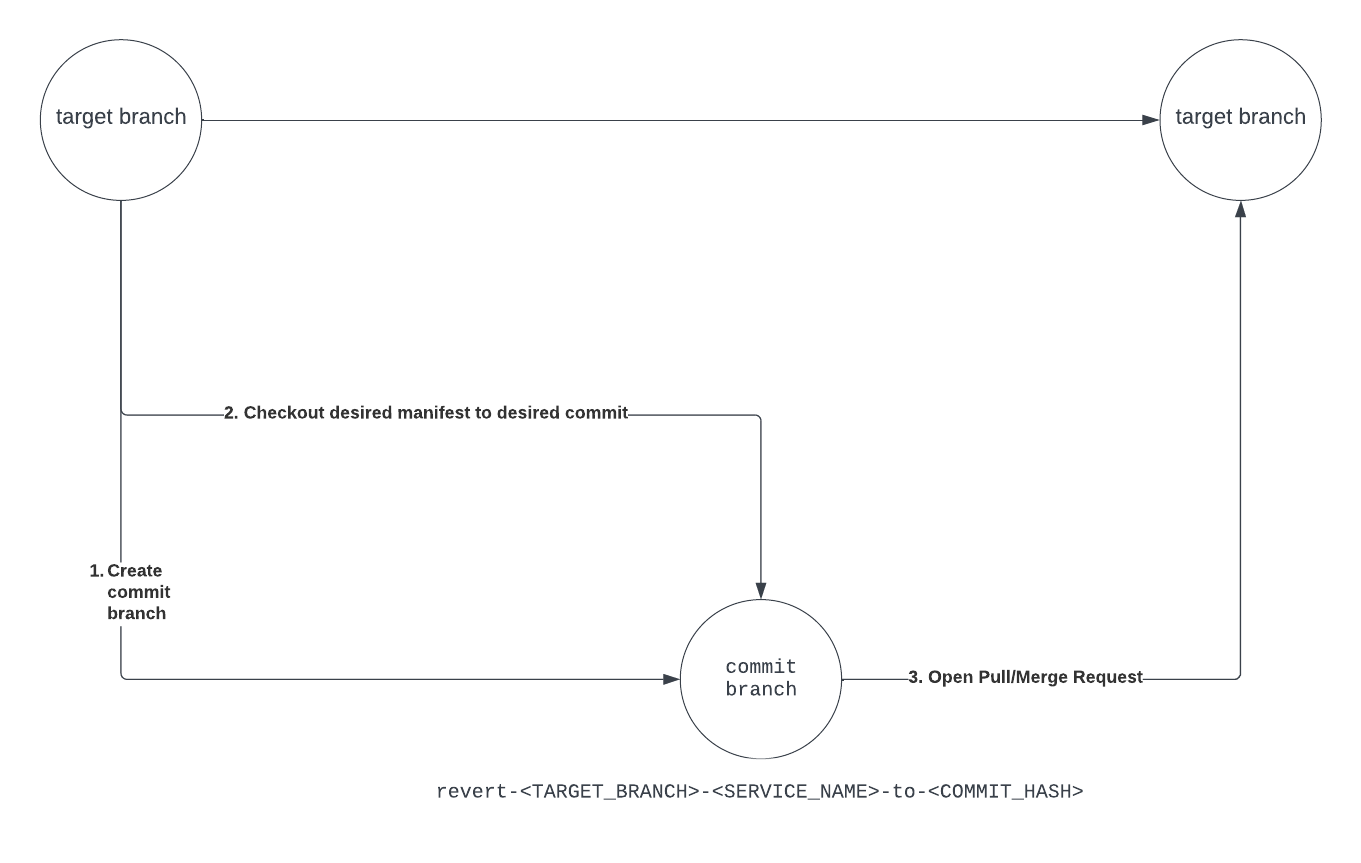 target branch
target branch
2. Checkout desired manifest to desired commit
1. Create
commit
branch
commit
branch
3. Open Pull/Merge Request
revert-<TARGET_BRANCH>-<SERVICE_NAME>-to-<COMMIT_HASH>